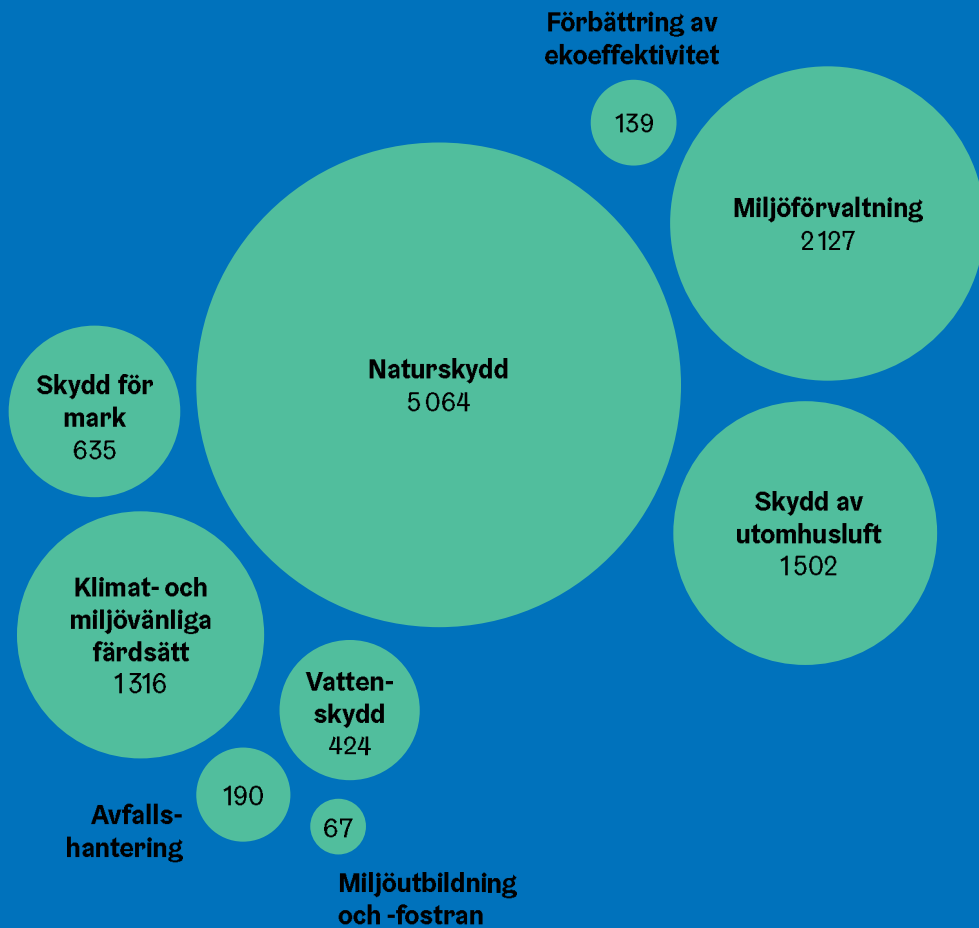 Förbättring av
ekoeffektivitet
139
Miljöförvaltning
2 127
Naturskydd
5 064
Skydd för
mark
635
Skydd av
utomhusluft
1 502
Klimat- och
miljövänliga
färdsätt
1 316
Vatten-
skydd
424
190
Avfalls-
hantering
67
Miljöutbildning
och -fostran